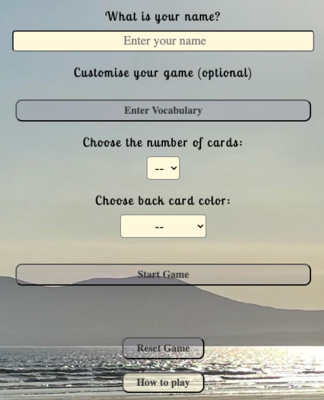 What is your name?
Enter your name
Customise your game (optional)
Enter Vocabulary
Choose the number of cards:
--
Choose back card color:
--
Start Game
Reset Game
How to play